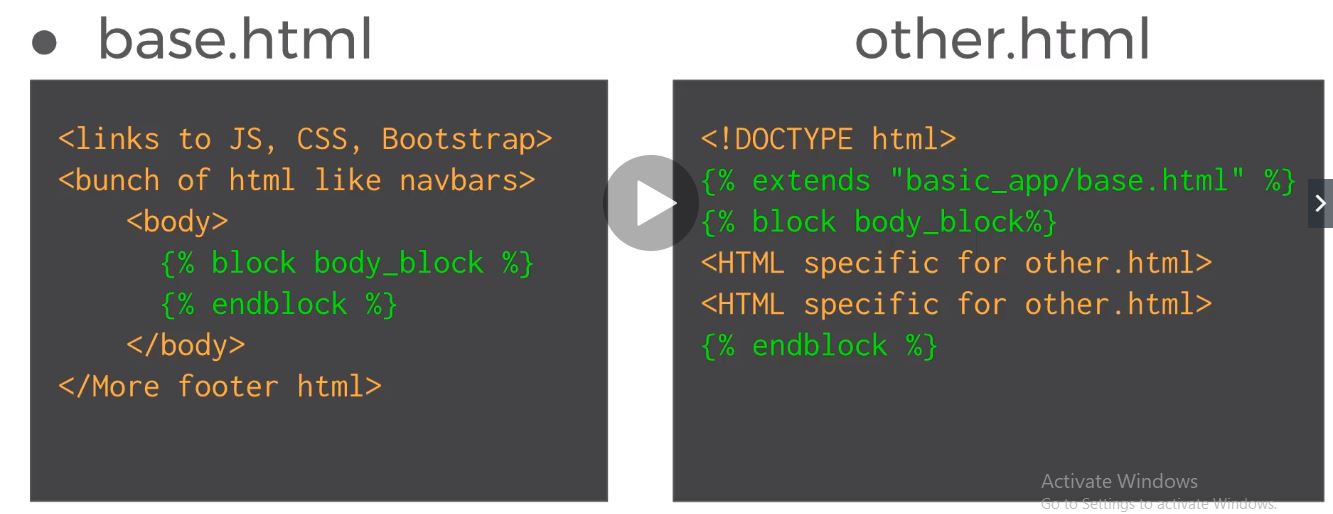 • base.html
<links to JS, CSS, Bootstrap>
<bunch of html like navbars>
<body>
{% block body_block %}
{% endblock %}
</body>
</More footer html>
other.html
<!DOCTYPE html>
{% extends "basic_app/base.html" %}
{% block body_block%}
<HTML specific for other.html>
<HTML specific for other.html>
{% endblock %}
Activate Windows
Go to Settings to activate Windows.